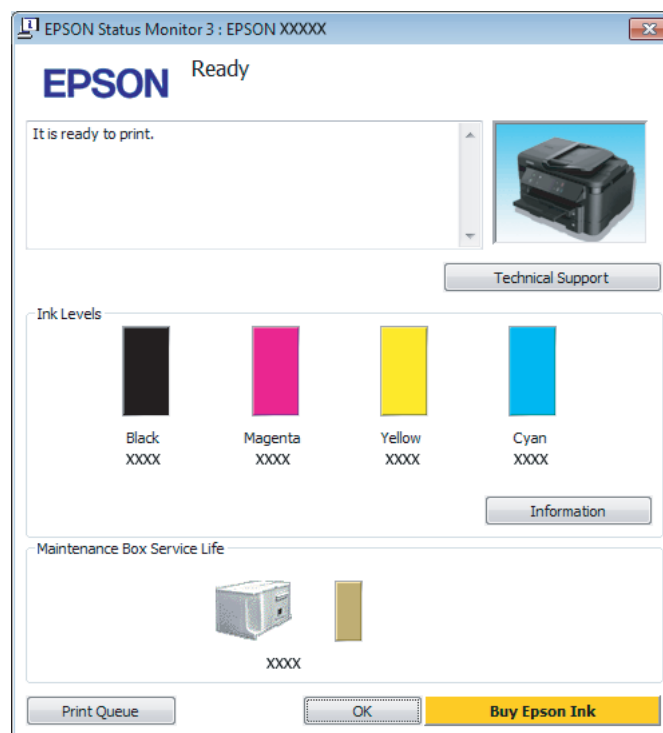 EPSON Status Monitor 3 : EPSON XXXXX
EPSON
Ready
It is ready to print.
Technical Support
Ink Levels
Black Magenta Yellow Cyan
XXXX XXXX XXXX XXXX
Information
Maintenance Box Service Life
XXXX
Print Queue OK Buy Epson Ink